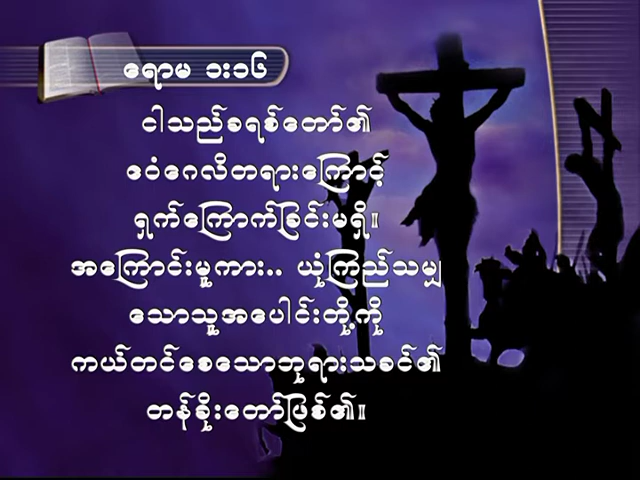 ရောမ ၁း၁၆
ငါသည်ခရစ်တော်၏
ဧဝံဂေလိတရားကြောင့်
ရှက်ကြောက်ခြင်းမရှိ။
အကြောင်းမူကား.. ယုံကြည်သမျှ
သောသူအပေါင်းတို့ကို
ကယ်တင်စေသောဘုရားသခင်၏
တန်ခိုးတော်ဖြစ်၏။